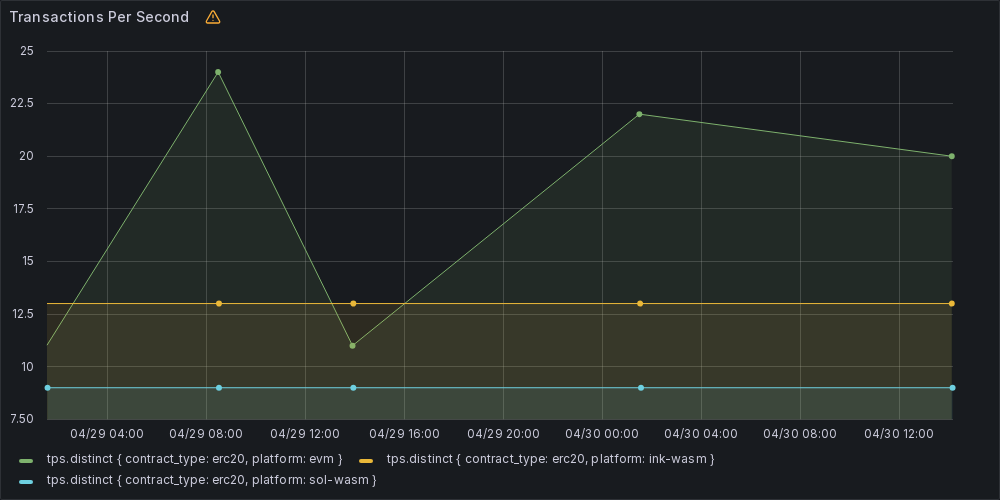 Transactions Per Second
25
22.5
20
17.5
15
12.5
10
7.50
04/29 04:00 04/29 08:00 04/29 12:00 04/29 16:00 04/29 20:00 04/30 00:00 04/30 04:00 04/30 08:00 04/30 12:00
tps.distinct { contract_type: erc20, platform: evm } tps.distinct { contract_type: erc20, platform: ink-wasm }
tps.distinct { contract_type: erc20, platform: sol-wasm }